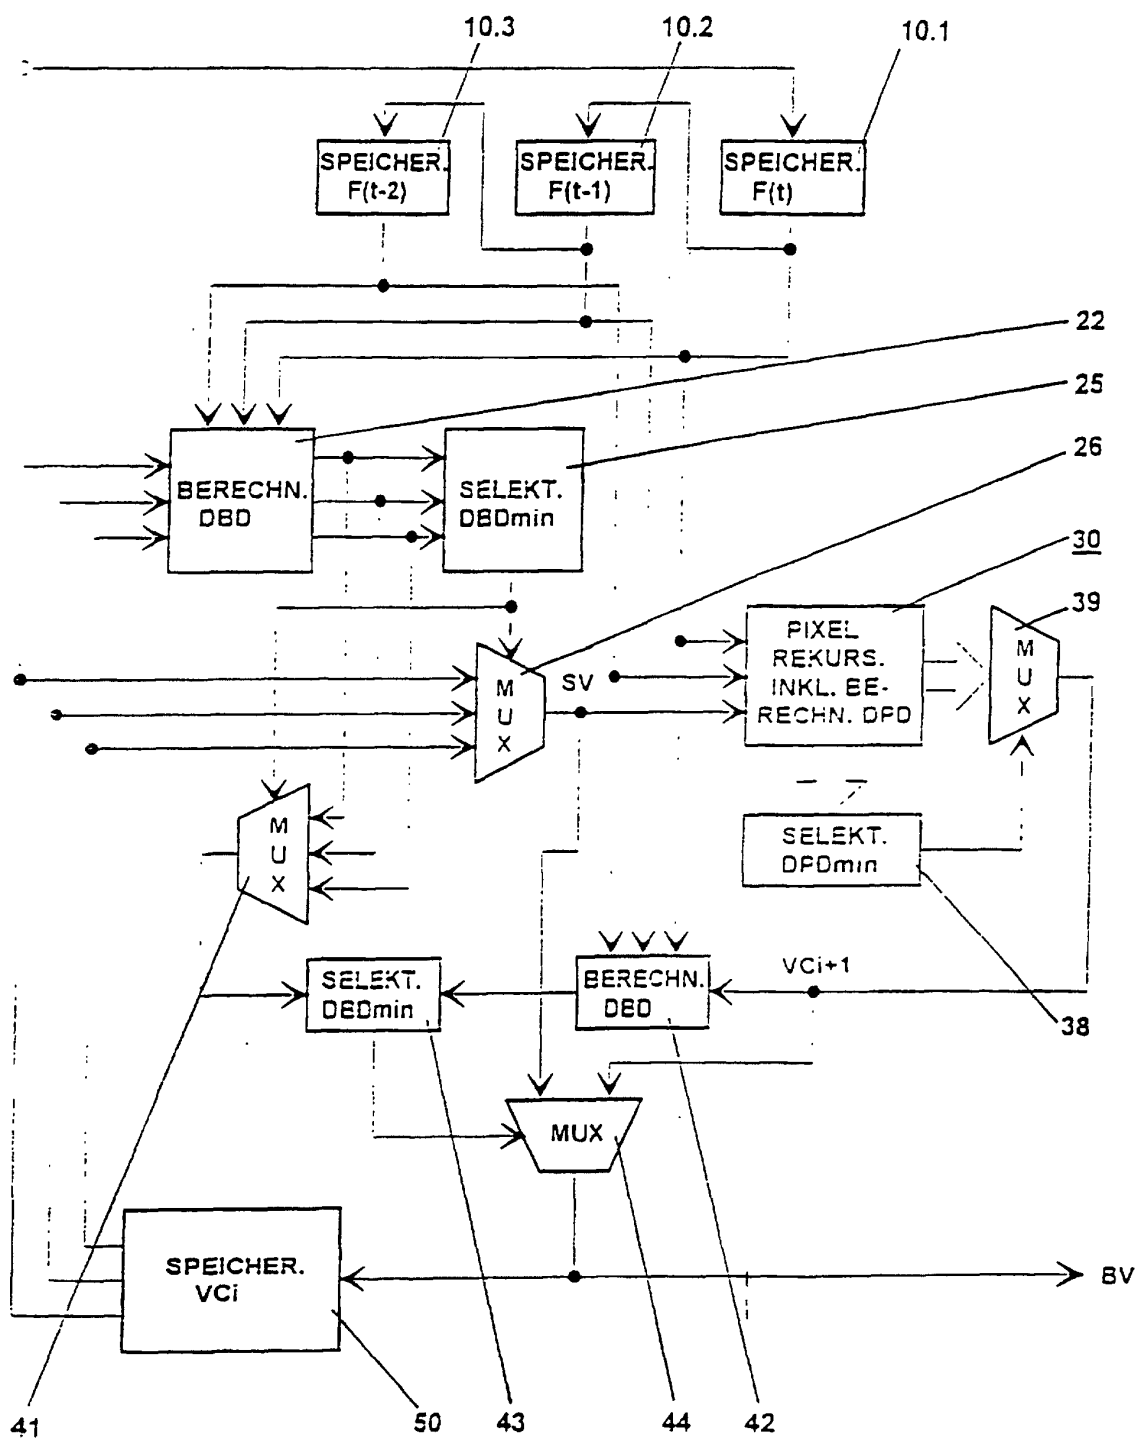 10.3
10.2
10.1
SPEICHER.
F(t-2)
SPEICHER.
F(t-1)
SPEICHER.
F(t)
22
25
26
BERECHN.
DBD
SELEKT.
DBDmin
30
39
PIXEL
REKURS.
INKL. BE-
RECHN. DPD
M
U
X
SV
M
U
X
M
U
X
SELEKT.
DPDmin
VCi+1
SELEKT.
DBDmin
BERECHN.
DBD
38
MUX
SPEICHER.
VCi
BV
41
50
43
44
42